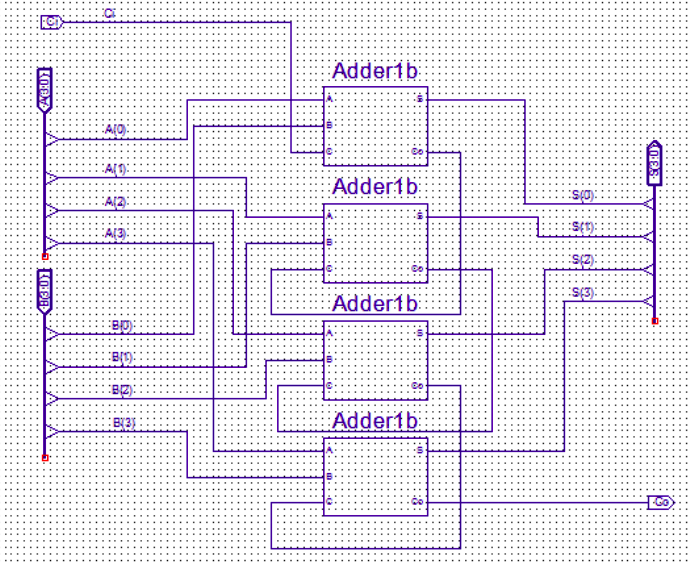 Ci
Ci
Adder1b
A(3:0)
A
S
A(0)
B
C
Co
A(1)
Adder1b
S(3:0)
A(2)
A
S
S(0)
A(3)
B
S(1)
C
Co
S(2)
B(3:0)
Adder1b
S(3)
B(0)
A
S
B(1)
B
B(2)
C
Co
B(3)
Adder1b
A
S
B
C
Co
Co